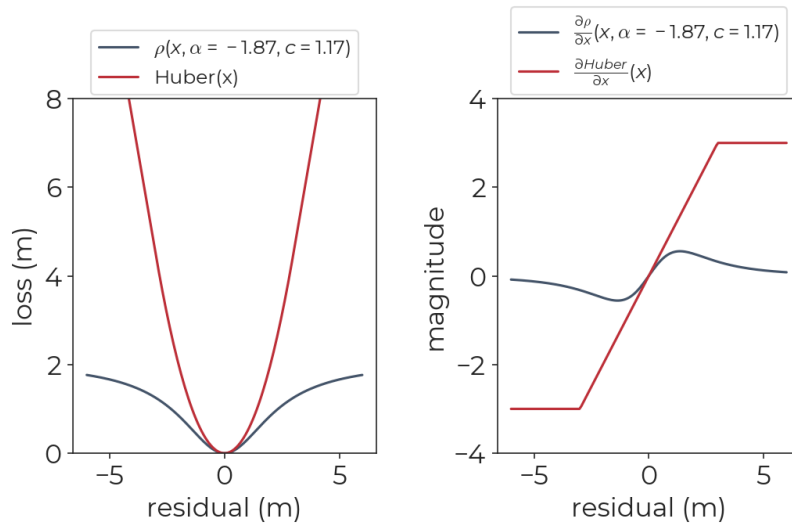 ρ(x, α = −1.87, c = 1.17)
Huber(x)
8
6
4
2
0
−5
0
5
loss (m)
residual (m)
∂ρ/∂x(x, α = −1.87, c = 1.17)
∂Huber/∂x(x)
4
2
0
−2
−4
−5
0
5
magnitude
residual (m)